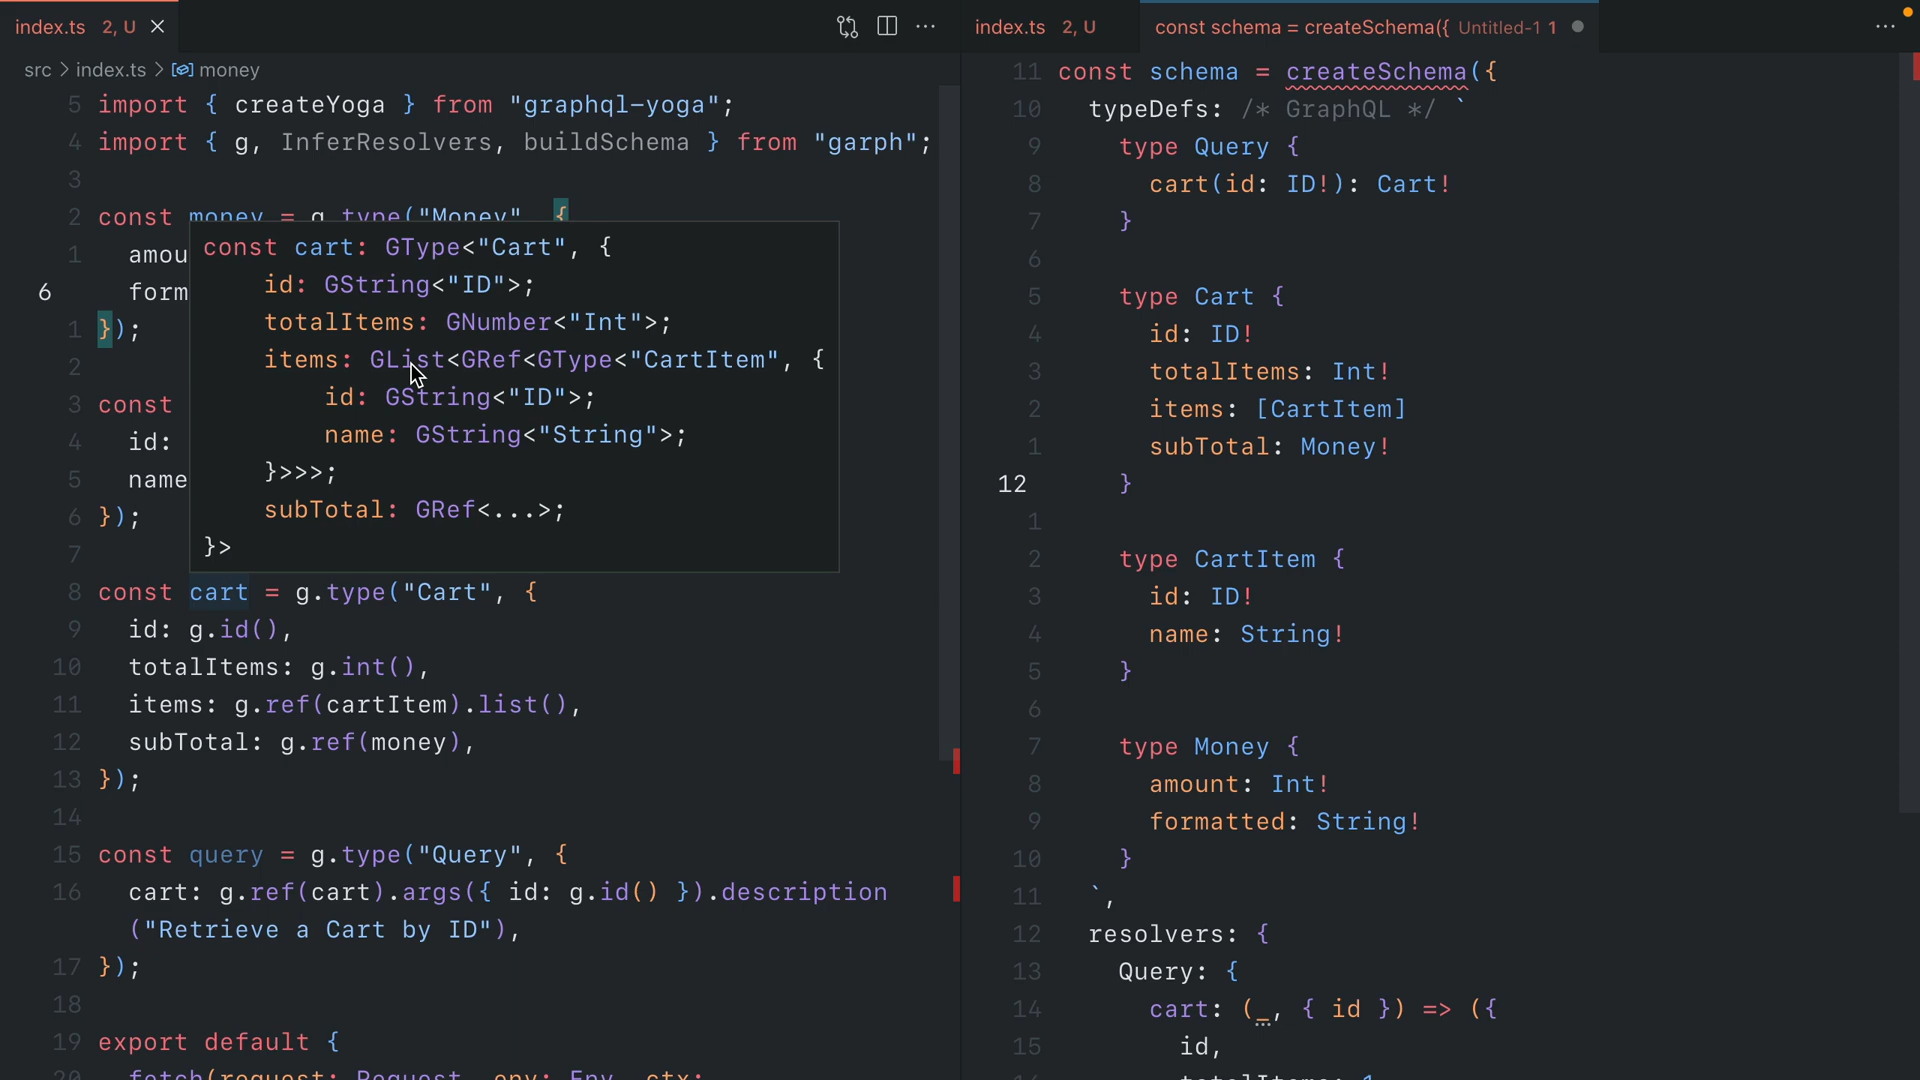 index.ts 2, U
src > index.ts > money
5 import { createYoga } from "graphql-yoga";
4 import { g, InferResolvers, buildSchema } from "garph";
3
2 const money = g.type("Money", {
1 amou
6 form
1 });
2
3 const
4 id:
5 name
6 });
7
const cart: GType<"Cart", {
id: GString<"ID">;
totalItems: GNumber<"Int">;
items: GList<GRef<GType<"CartItem", {
id: GString<"ID">;
name: GString<"String">;
}>>>;
subTotal: GRef<...>;
}>
8 const cart = g.type("Cart", {
9 id: g.id(),
10 totalItems: g.int(),
11 items: g.ref(cartItem).list(),
12 subTotal: g.ref(money),
13 });
14
15 const query = g.type("Query", {
16 cart: g.ref(cart).args({ id: g.id() }).description
("Retrieve a Cart by ID"),
17 });
18
19 export default {
20 fetch(request: Request, env: Env, ctx:
index.ts 2, U
const schema = createSchema({ Untitled-1 1
11 const schema = createSchema({
10 typeDefs: /* GraphQL */ `
9 type Query {
8 cart(id: ID!): Cart!
7 }
6
5 type Cart {
4 id: ID!
3 totalItems: Int!
2 items: [CartItem]
1 subTotal: Money!
12 }
1
2 type CartItem {
3 id: ID!
4 name: String!
5 }
6
7 type Money {
8 amount: Int!
9 formatted: String!
10 }
11 `,
12 resolvers: {
13 Query: {
14 cart: (_, { id }) => ({
15 id,
totalItems: 1